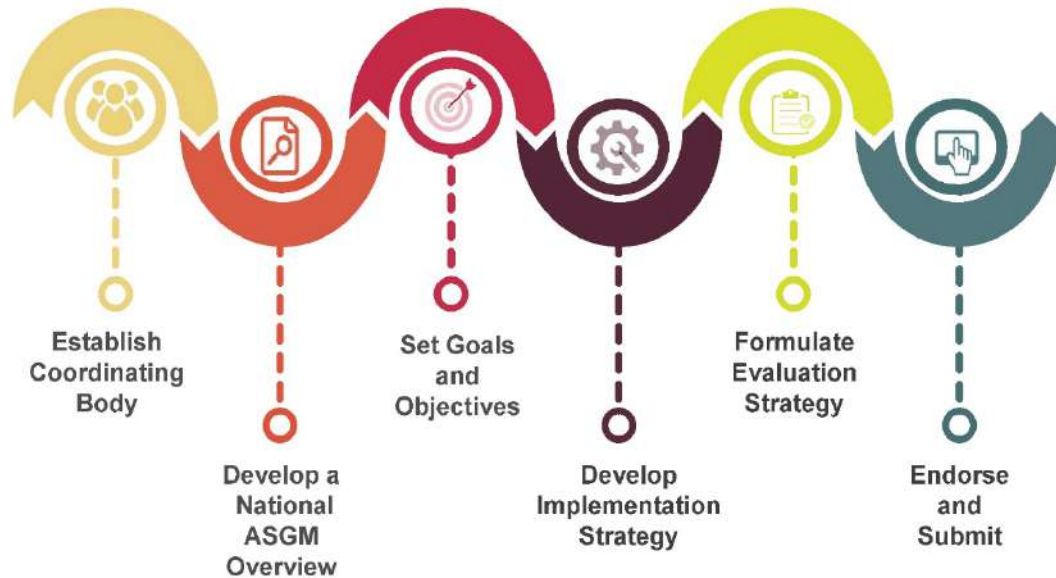 Establish
Coordinating
Body
Develop a
National
ASGM
Overview
Set Goals
and
Objectives
Develop
Implementation
Strategy
Formulate
Evaluation
Strategy
Endorse
and
Submit